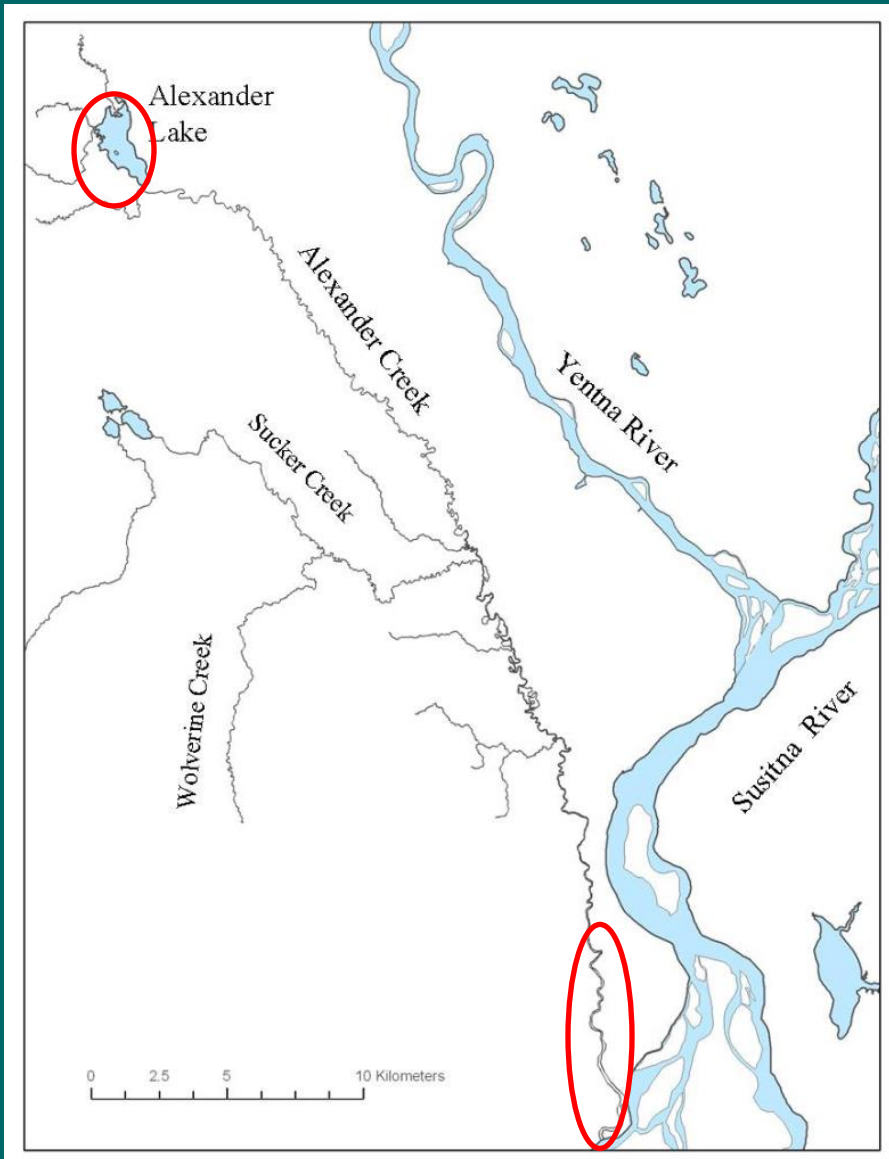 Alexander
Lake
Alexander Creek
Yentna River
Sucker Creek
Wolverine Creek
Susitna River
0 2.5 5 10 Kilometers